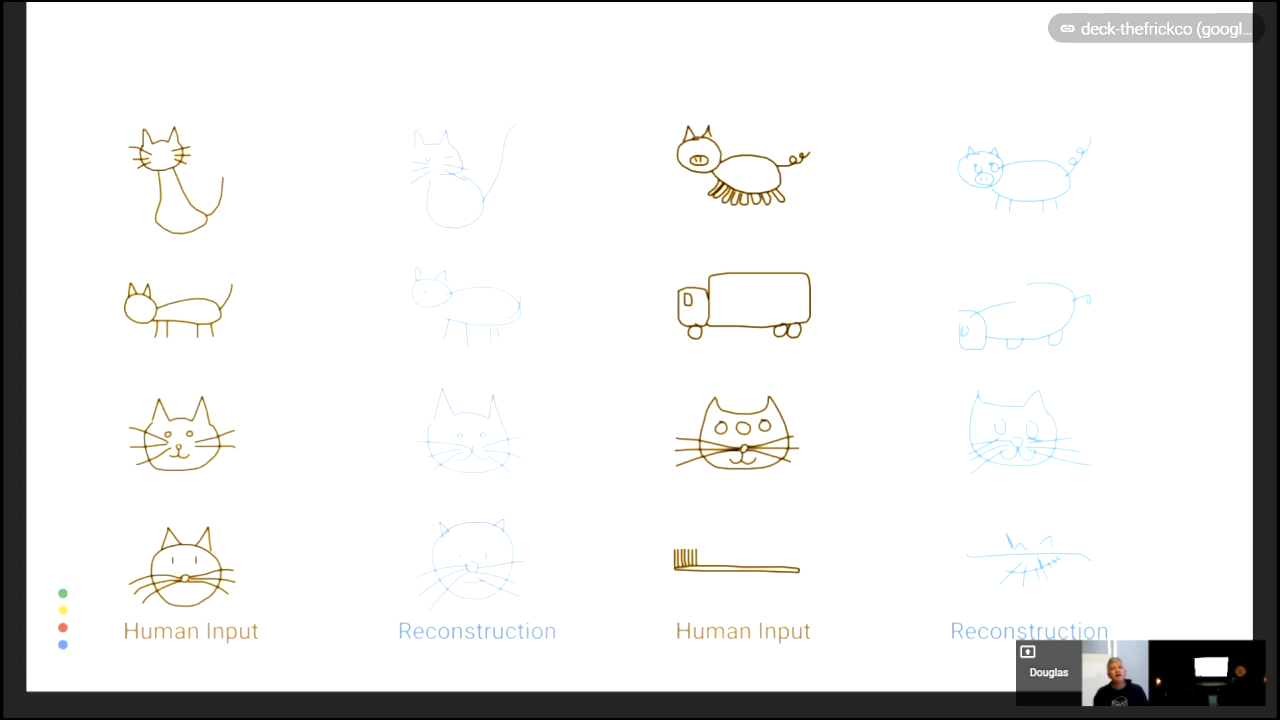 deck-thefrickco (googl...
Human Input
Reconstruction
Human Input
Reconstruction
Douglas